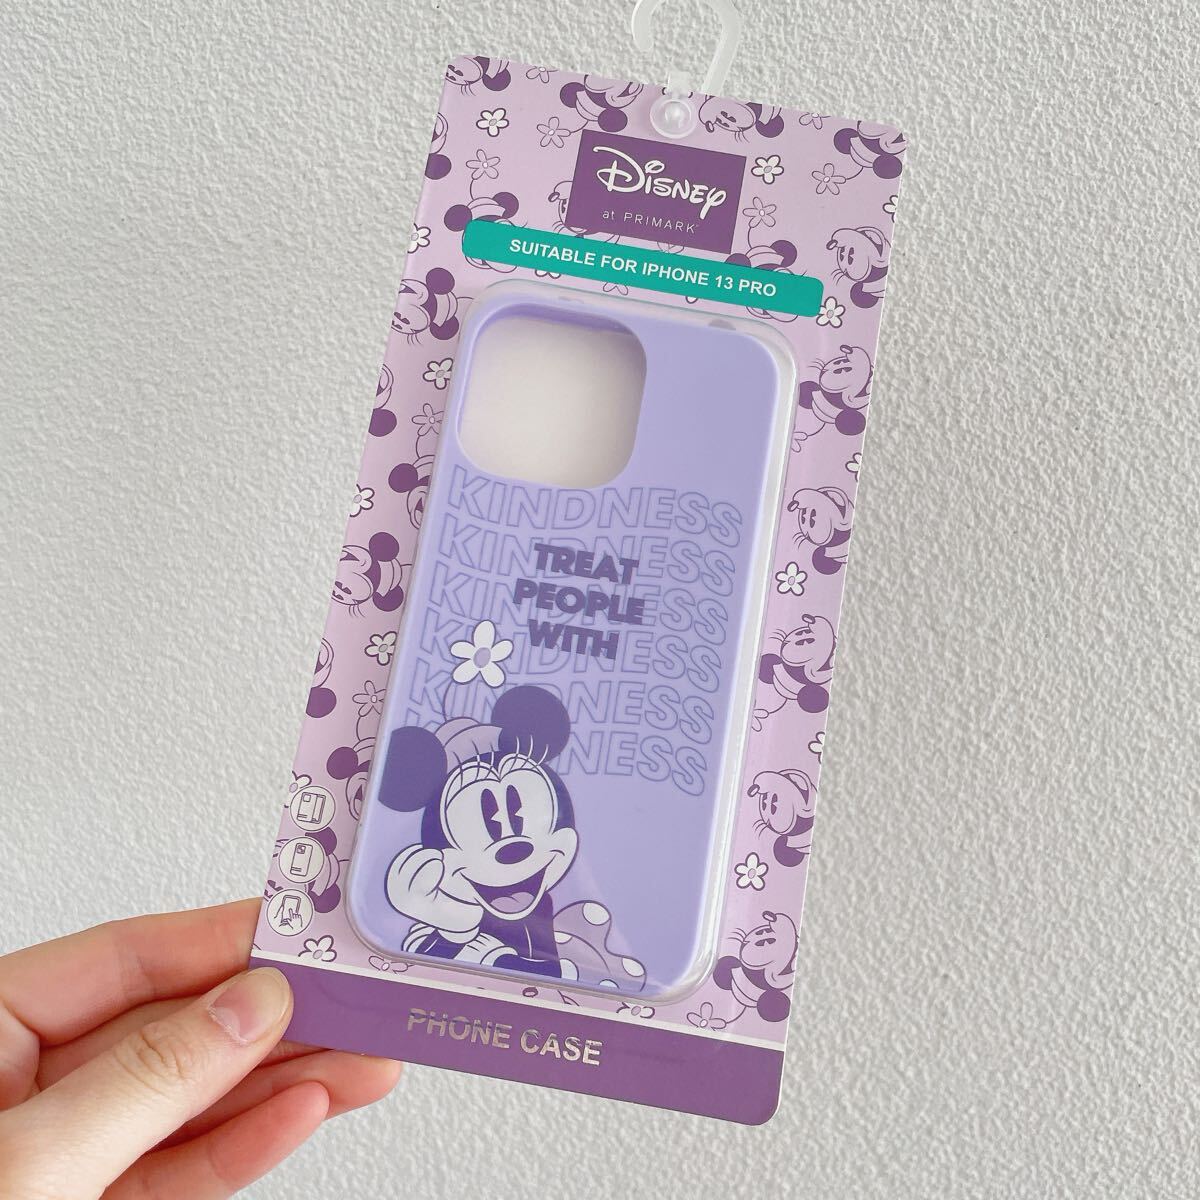 Disney
at PRIMARK
SUITABLE FOR IPHONE 13 PRO
KINDNESS
KINDNESS
TREAT
KINDNESS
PEOPLE
KINDNESS
WITH
KINDNESS
KINDNESS
PHONE CASE